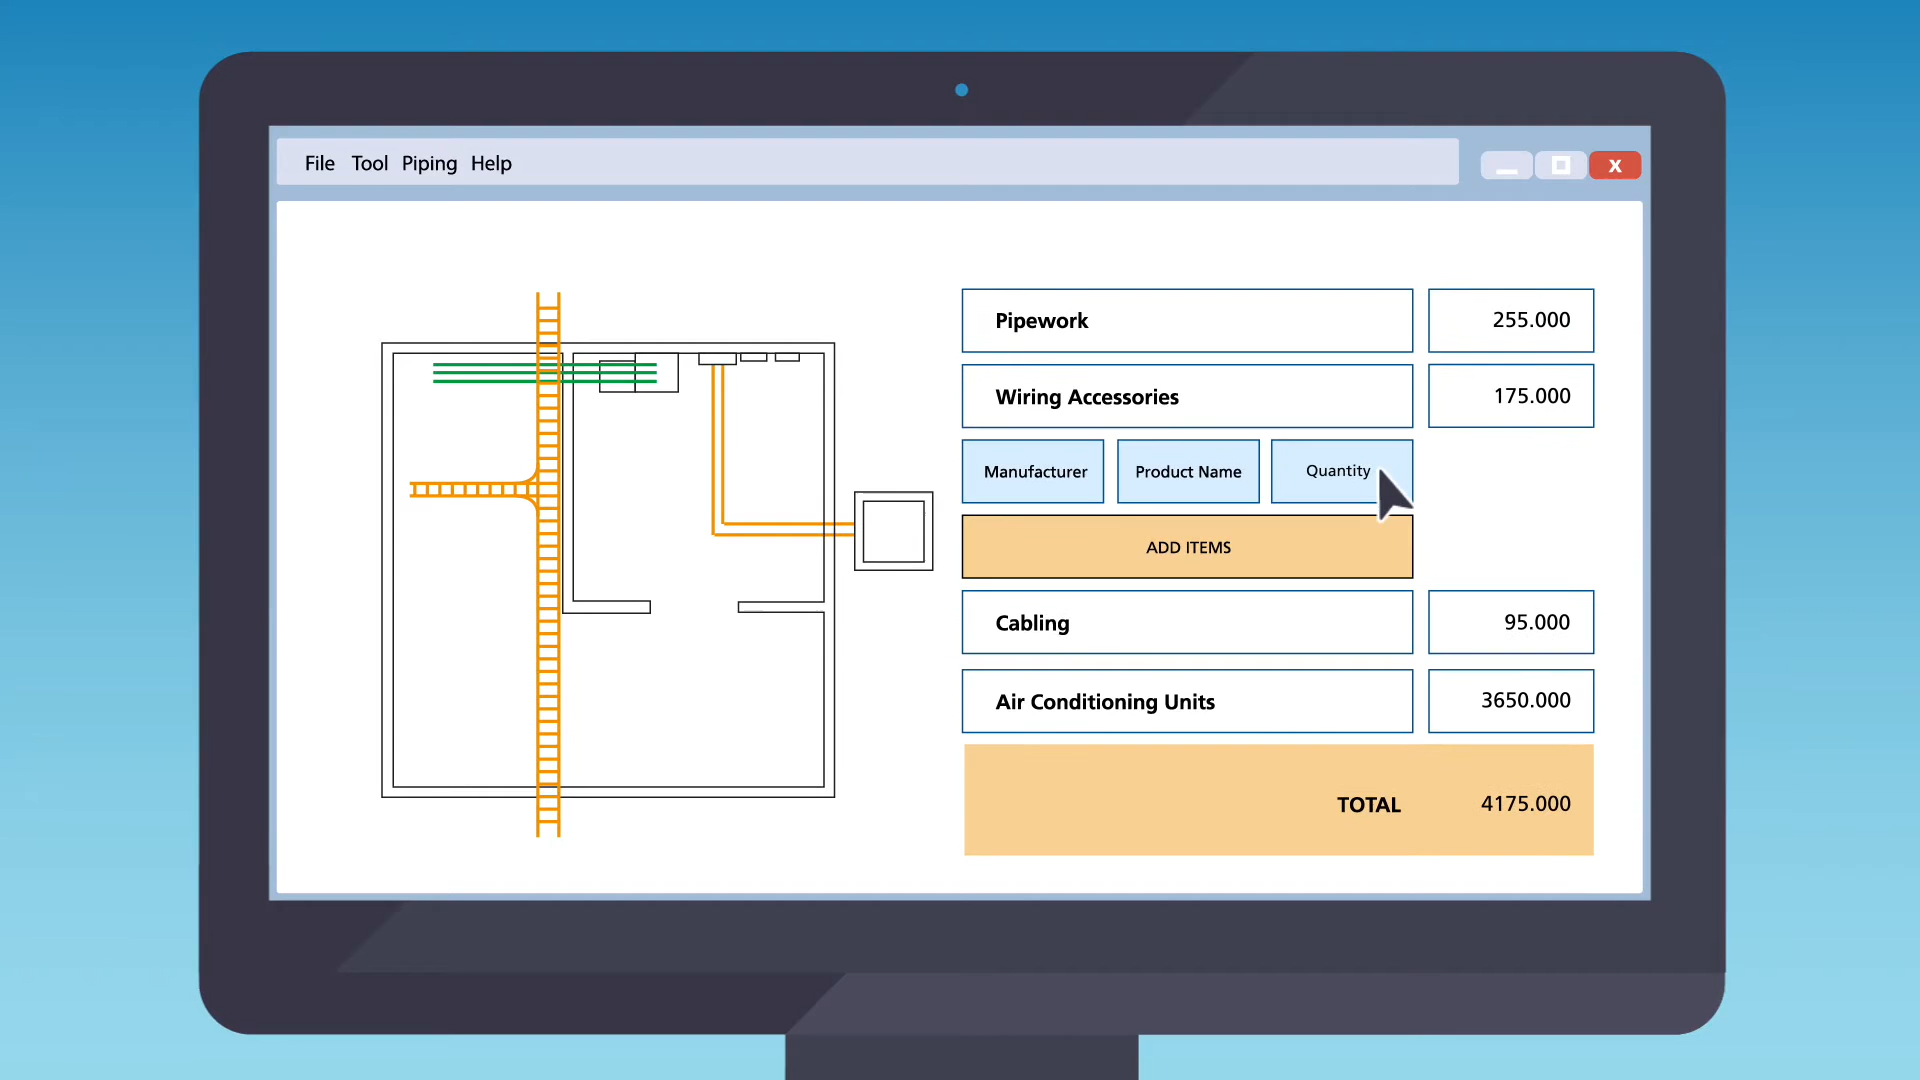 File Tool Piping Help
X
Pipework 255.000
Wiring Accessories 175.000
Manufacturer Product Name Quantity
ADD ITEMS
Cabling 95.000
Air Conditioning Units 3650.000
TOTAL 4175.000